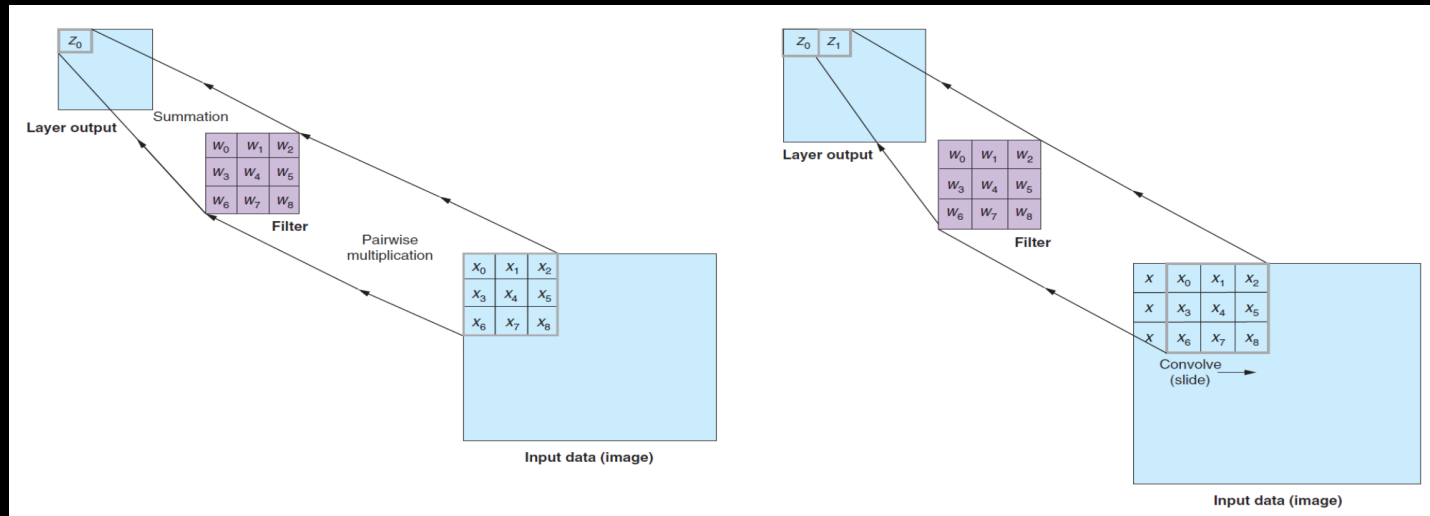 z₀
Summation
Layer output
w₀ w₁ w₂
w₃ w₄ w₅
w₆ w₇ w₈
Filter
Pairwise
multiplication
x₀ x₁ x₂
x₃ x₄ x₅
x₆ x₇ x₈
Input data (image)
z₀ z₁
Layer output
w₀ w₁ w₂
w₃ w₄ w₅
w₆ w₇ w₈
Filter
x x₀ x₁ x₂
x x₃ x₄ x₅
x x₆ x₇ x₈
Convolve
(slide)
Input data (image)